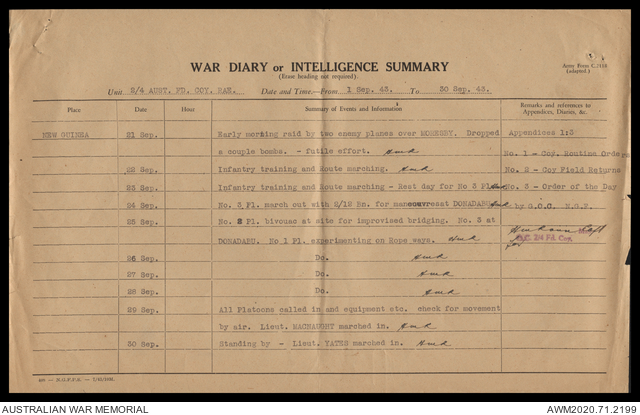 WAR DIARY or INTELLIGENCE SUMMARY
(Erase heading not required).
Army Form C.2118
(adapted.)
Unit 2/4 AUST. FD. COY. RAE. Date and Time—From 1 Sep. 43. To 30 Sep. 43.
Place Date Hour Summary of Events and Information Remarks and references to Appendices, Diaries, &c.
NEW GUINEA 21 Sep. Early morning raid by two enemy planes over MORESBY. Dropped Appendices 1:3
a couple bombs. - futile effort. No. 1 - Coy. Routine Orders
22 Sep. Infantry training and Route marching. No. 2 - Coy Field Returns
23 Sep. Infantry training and Route marching - Rest day for No 3 Pl. No. 3 - Order of the Day
24 Sep. No. 3 Pl. march out with 2/12 Bn. for maneouvres at DONADABU by G.O.C. N.G.F.
25 Sep. No. 2 Pl. bivouac at site for improvised bridging. No. 3 at
DONADABU. No 1 Pl. experimenting on Rope ways. O.C. 2/4 Fd. Coy.
26 Sep. Do.
27 Sep. Do.
28 Sep. Do.
29 Sep. All Platoons called in and equipment etc. check for movement
by air. Lieut. MACNAUGHT marched in.
30 Sep. Standing by - Lieut. YATES marched in.
AUSTRALIAN WAR MEMORIAL
AWM2020.71.2199